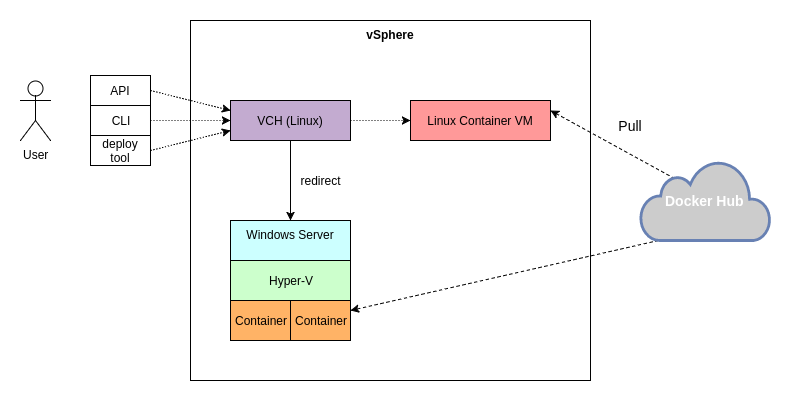 vSphere
User
API
CLI
deploy
tool
VCH (Linux)
Linux Container VM
Pull
Docker Hub
redirect
Windows Server
Hyper-V
Container
Container